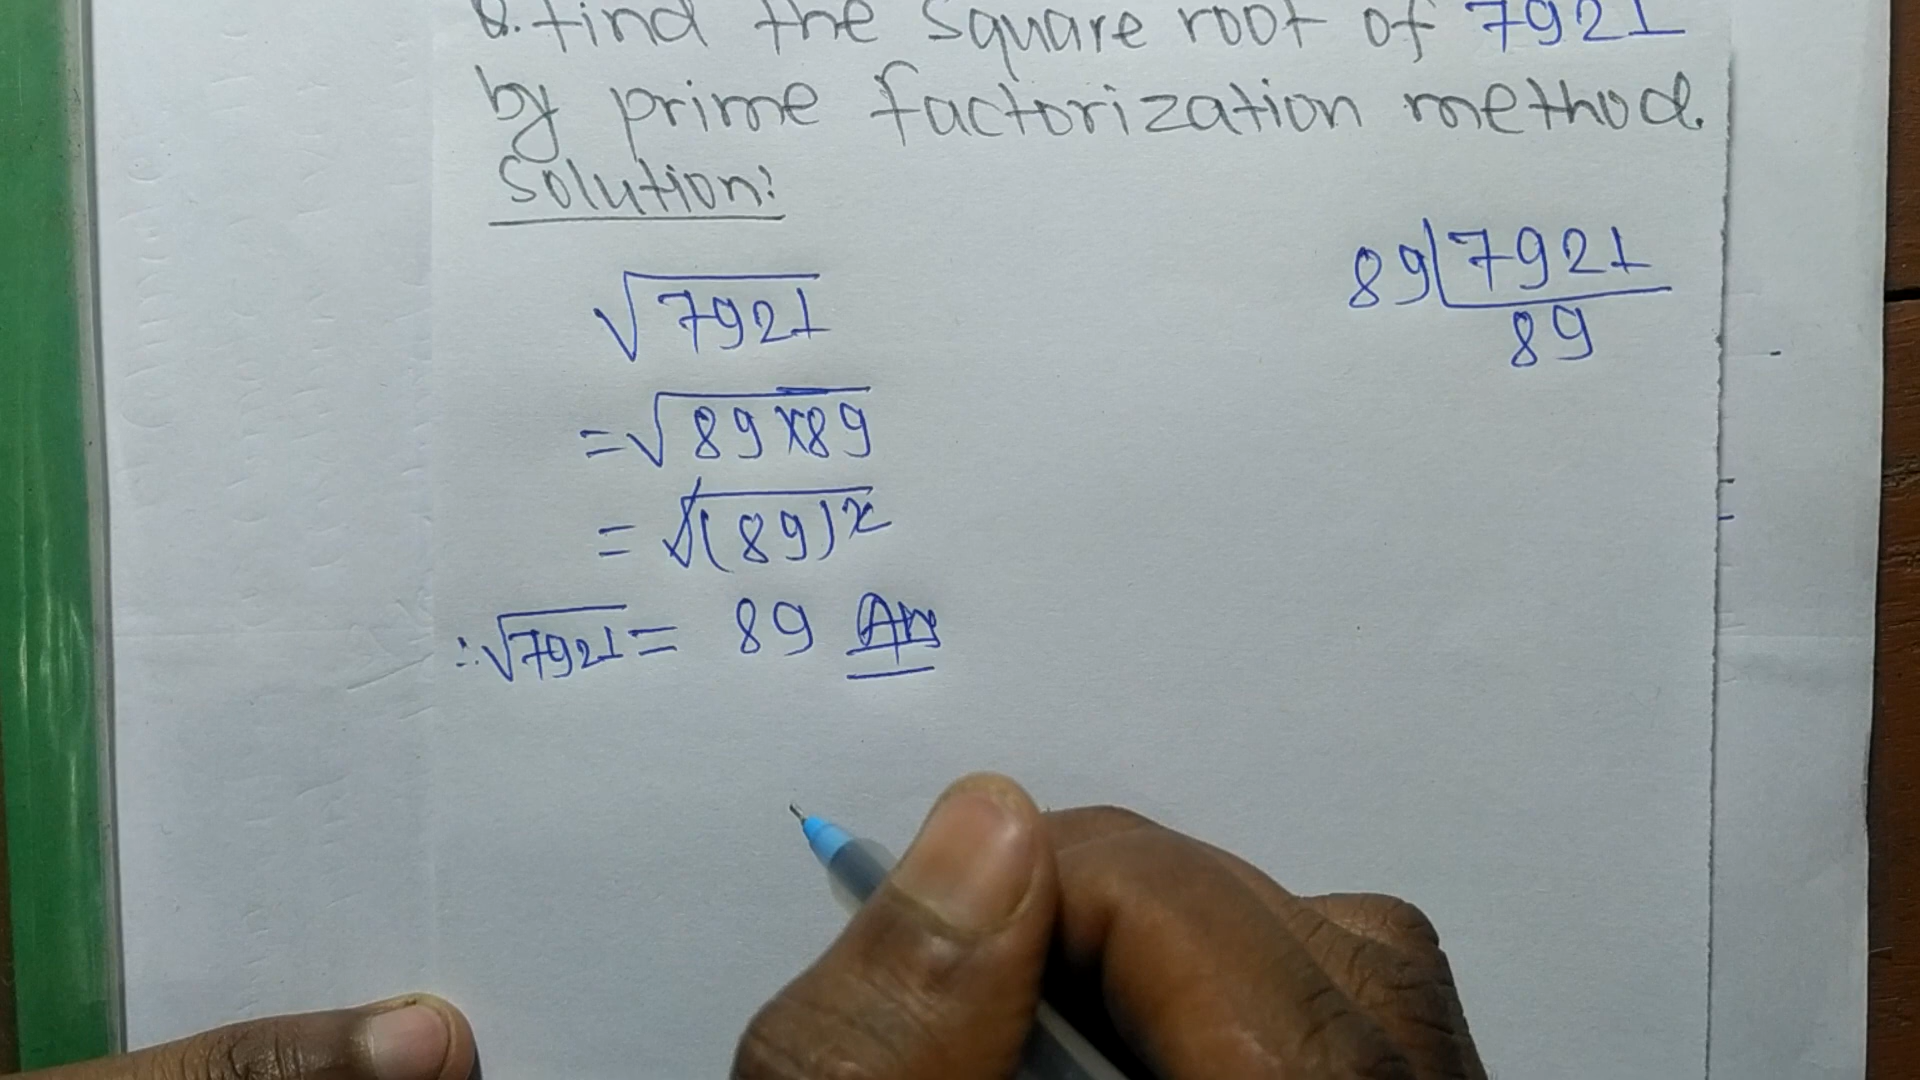 Q. Find the square root of 7921
by prime factorization method.
Solution:
√7921
= √89×89
= √(89)²
∴ √7921 = 89 Ans
89 7921
89